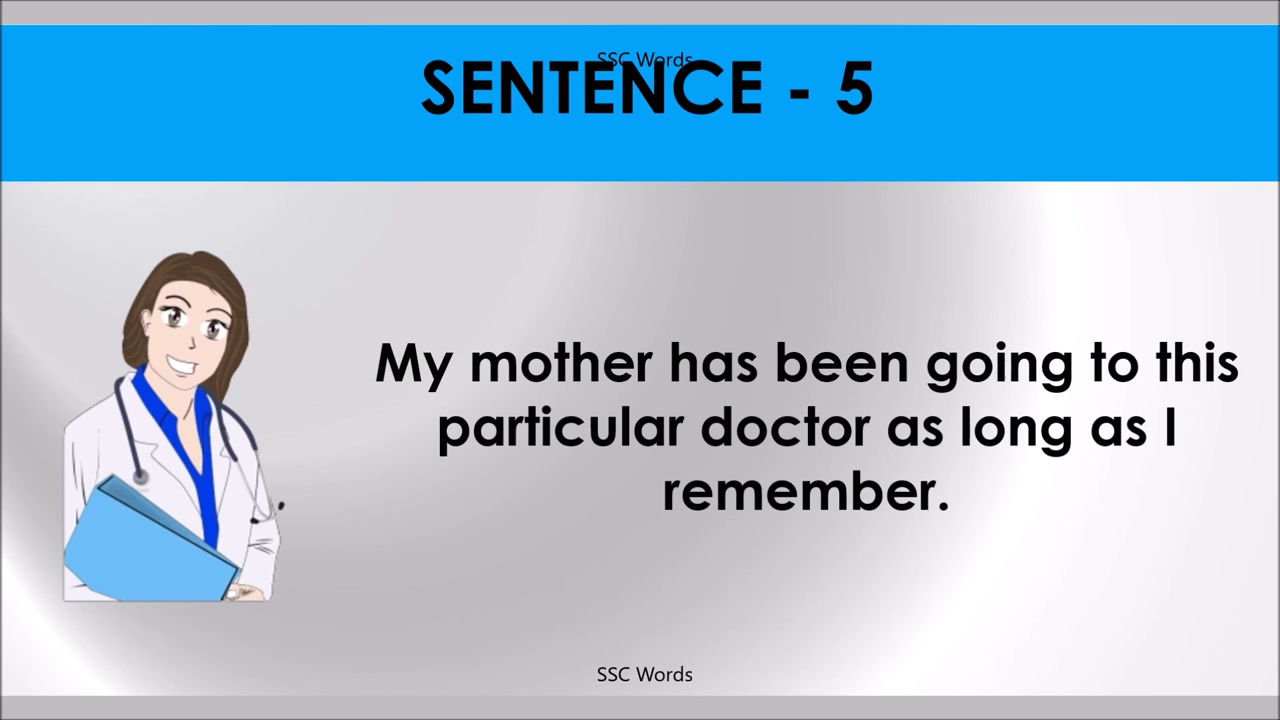 SSC Words
SENTENCE - 5
My mother has been going to this
particular doctor as long as I
remember.
SSC Words